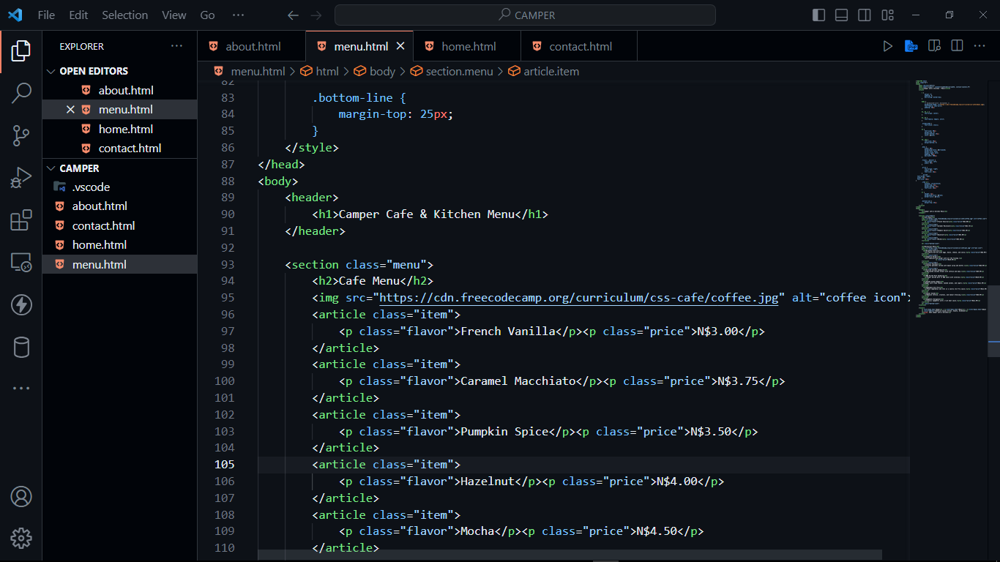 File Edit Selection View Go ··· CAMPER
EXPLORER ···
OPEN EDITORS
about.html
menu.html
home.html
contact.html
CAMPER
.vscode
about.html
contact.html
home.html
menu.html
about.html menu.html home.html contact.html
menu.html > html > body > section.menu > article.item
82
83 .bottom-line {
84 margin-top: 25px;
85 }
86 </style>
87 </head>
88 <body>
89 <header>
90 <h1>Camper Cafe & Kitchen Menu</h1>
91 </header>
92
93 <section class="menu">
94 <h2>Cafe Menu</h2>
95 <img src="https://cdn.freecodecamp.org/curriculum/css-cafe/coffee.jpg" alt="coffee icon">
96 <article class="item">
97 <p class="flavor">French Vanilla</p><p class="price">N$3.00</p>
98 </article>
99 <article class="item">
100 <p class="flavor">Caramel Macchiato</p><p class="price">N$3.75</p>
101 </article>
102 <article class="item">
103 <p class="flavor">Pumpkin Spice</p><p class="price">N$3.50</p>
104 </article>
105 <article class="item">
106 <p class="flavor">Hazelnut</p><p class="price">N$4.00</p>
107 </article>
108 <article class="item">
109 <p class="flavor">Mocha</p><p class="price">N$4.50</p>
110 </article>